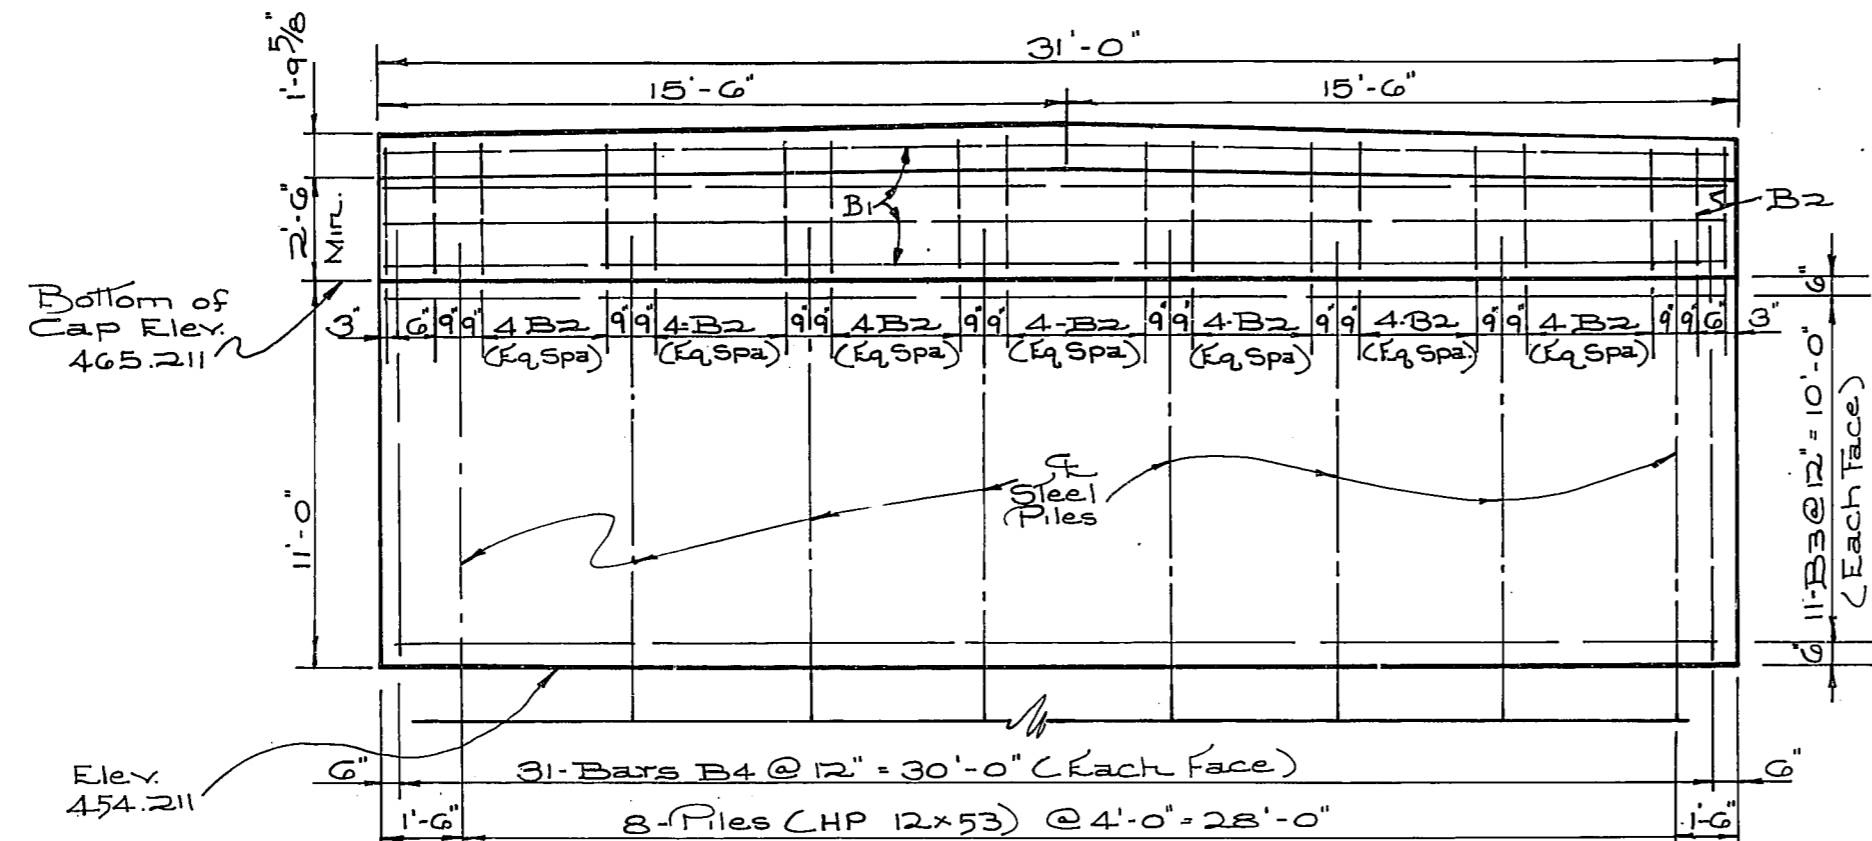 31'-0"
15'-6" 15'-6"
1'-9 5/8"
2'-6"
Min.
B1
B2
Bottom of
Cap Elev.
465.211
3" 6" 9" 9" 4-B2 9" 9" 4-B2 9" 9" 4-B2 9" 9" 4-B2 9" 9" 4-B2 9" 9" 4-B2 9" 9" 4-B2 9" 9" 6" 3"
(Eq Spa) (Eq Spa) (Eq Spa) (Eq Spa) (Eq Spa) (Eq Spa.) (Eq Spa)
6"
11-B3@12"=10'-0"
(Each Face)
6"
11'-0"
℄
Steel
Piles
Elev.
454.211
6" 31-Bars B4 @ 12" = 30'-0" (Each Face) 6"
1'-6" 8-Piles (HP 12x53) @ 4'-0" = 28'-0" 1'-6"